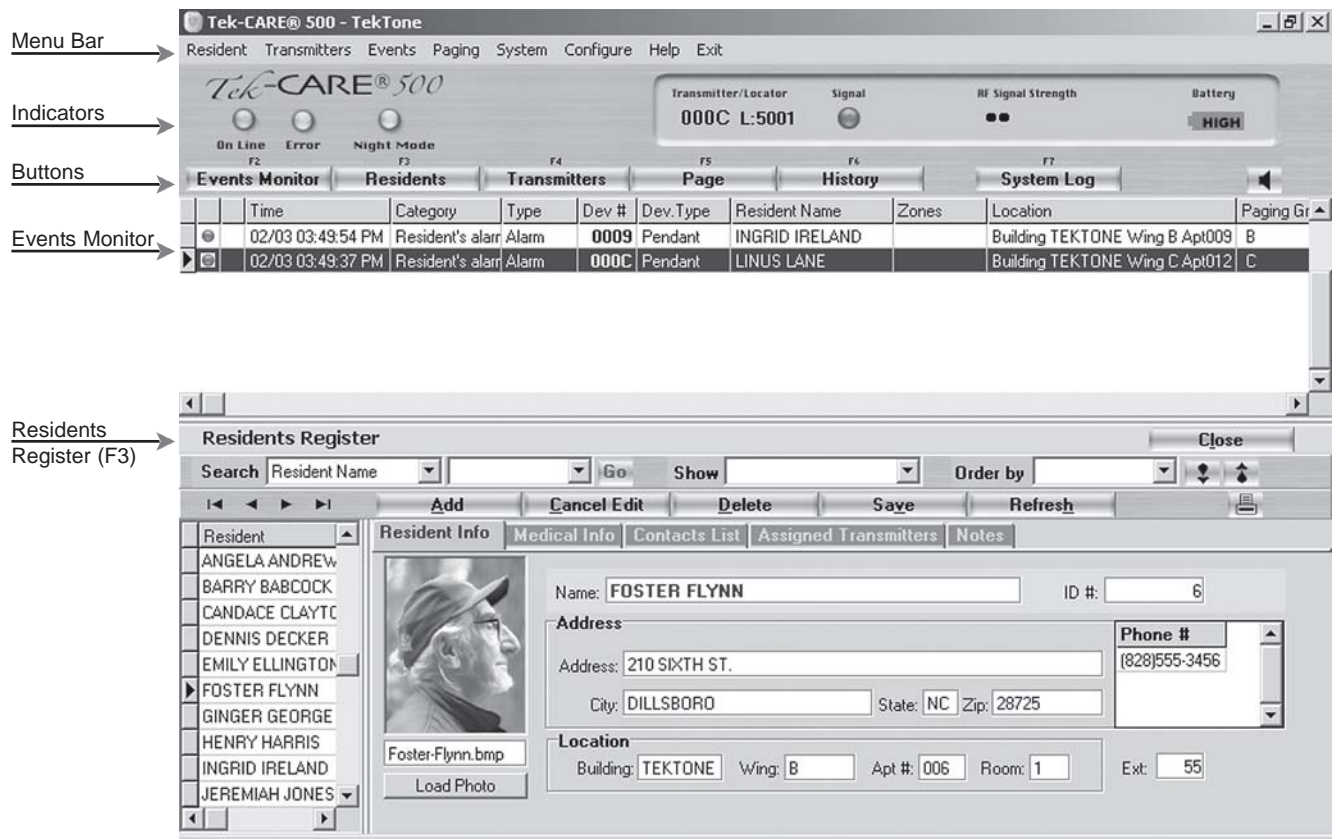 Tek-CARE® 500 - TekTone
Menu Bar
Resident Transmitters Events Paging System Configure Help Exit
Tek-CARE®500
Transmitter/Locator Signal RF Signal Strength Battery
Indicators
000C L:5001 HIGH
On Line Error Night Mode
F2 F3 F4 F5 F6 F7
Buttons
Events Monitor Residents Transmitters Page History System Log
Time Category Type Dev # Dev.Type Resident Name Zones Location Paging Gr
Events Monitor
02/03 03:49:54 PM Resident's alarr Alarm 0009 Pendant INGRID IRELAND Building TEKTONE Wing B Apt009 B
02/03 03:49:37 PM Resident's alarr Alarm 000C Pendant LINUS LANE Building TEKTONE Wing C Apt012 C
Residents
Register (F3)
Residents Register Close
Search Resident Name Go Show Order by
Add Cancel Edit Delete Save Refresh
Resident
Resident Info Medical Info Contacts List Assigned Transmitters Notes
ANGELA ANDREW
BARRY BABCOCK
CANDACE CLAYTO
DENNIS DECKER
EMILY ELLINGTON
FOSTER FLYNN
GINGER GEORGE
HENRY HARRIS
INGRID IRELAND
JEREMIAH JONES
Foster-Flynn.bmp
Load Photo
Name: FOSTER FLYNN ID #: 6
Address
Address: 210 SIXTH ST.
City: DILLSBORO State: NC Zip: 28725
Phone #
(828)555-3456
Location
Building: TEKTONE Wing: B Apt #: 006 Room: 1 Ext: 55